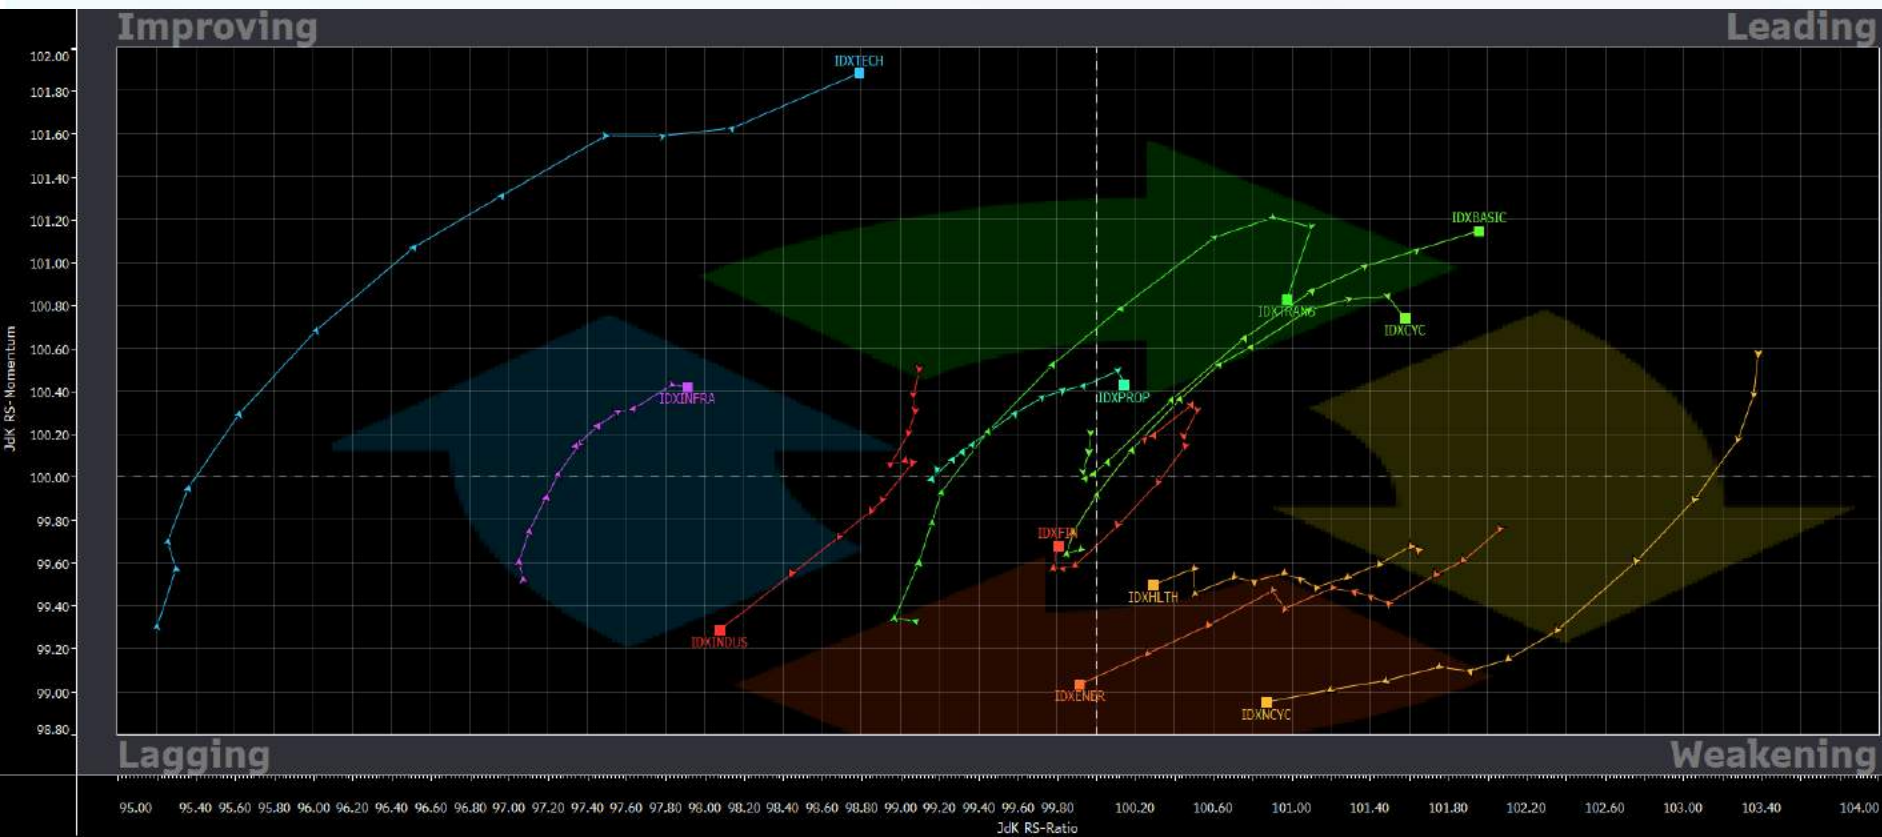 Improving
Leading
102.00
101.80
101.60
101.40
101.20
101.00
100.80
100.60
100.40
100.20
100.00
99.80
99.60
99.40
99.20
99.00
98.80
JdK RS-Momentum
IDXTECH
IDXBASIC
IDXTRANS
IDXCYC
IDXINFRA
IDXPROP
IDXFIN
IDXHLTH
IDXINDUS
IDXENER
IDXNCYC
Lagging
Weakening
95.00 95.40 95.60 95.80 96.00 96.20 96.40 96.60 96.80 97.00 97.20 97.40 97.60 97.80 98.00 98.20 98.40 98.60 98.80 99.00 99.20 99.40 99.60 99.80 100.20 100.60 101.00 101.40 101.80 102.20 102.60 103.00 103.40 104.00
JdK RS-Ratio